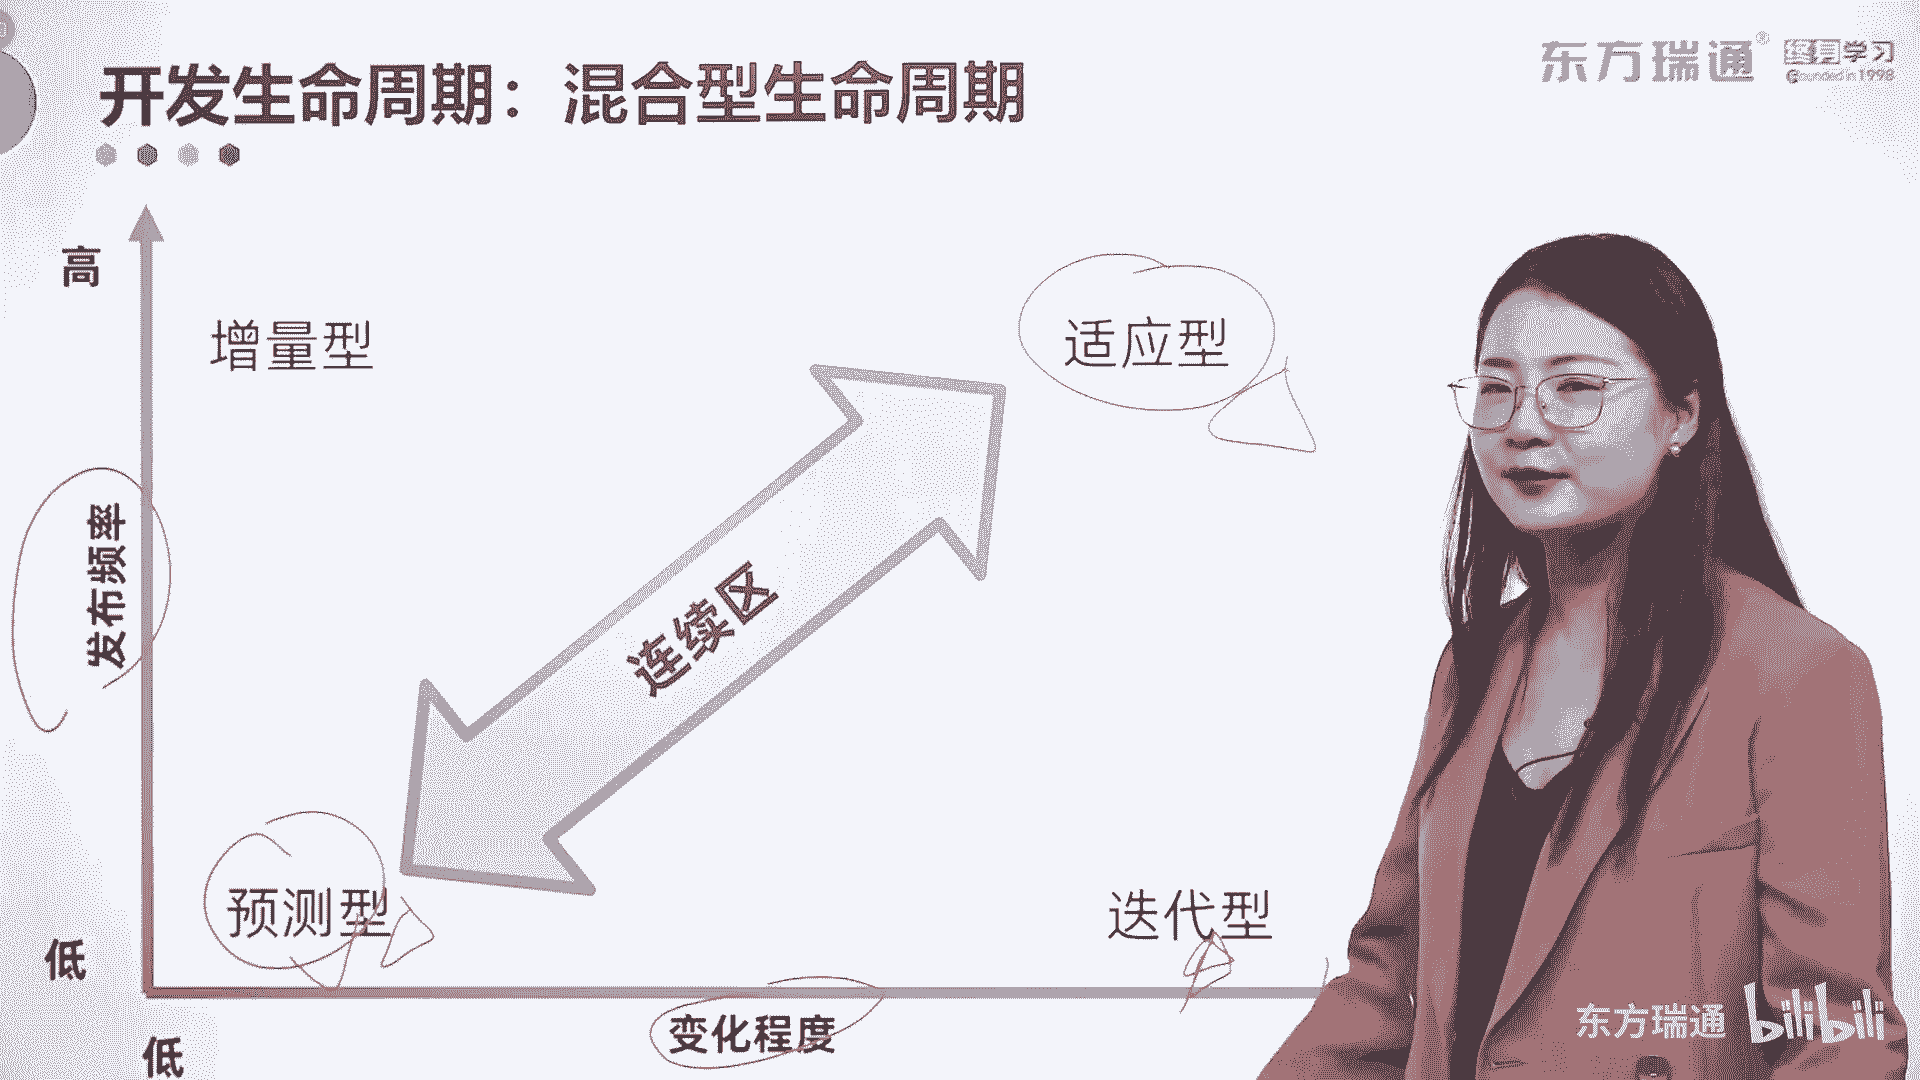 开发生命周期：混合型生命周期
东方瑞通®
终身学习
Founded in 1998
高
增量型
适应型
发布频率
连续区
预测型
迭代型
低
变化程度
低
东方瑞通 bilibili